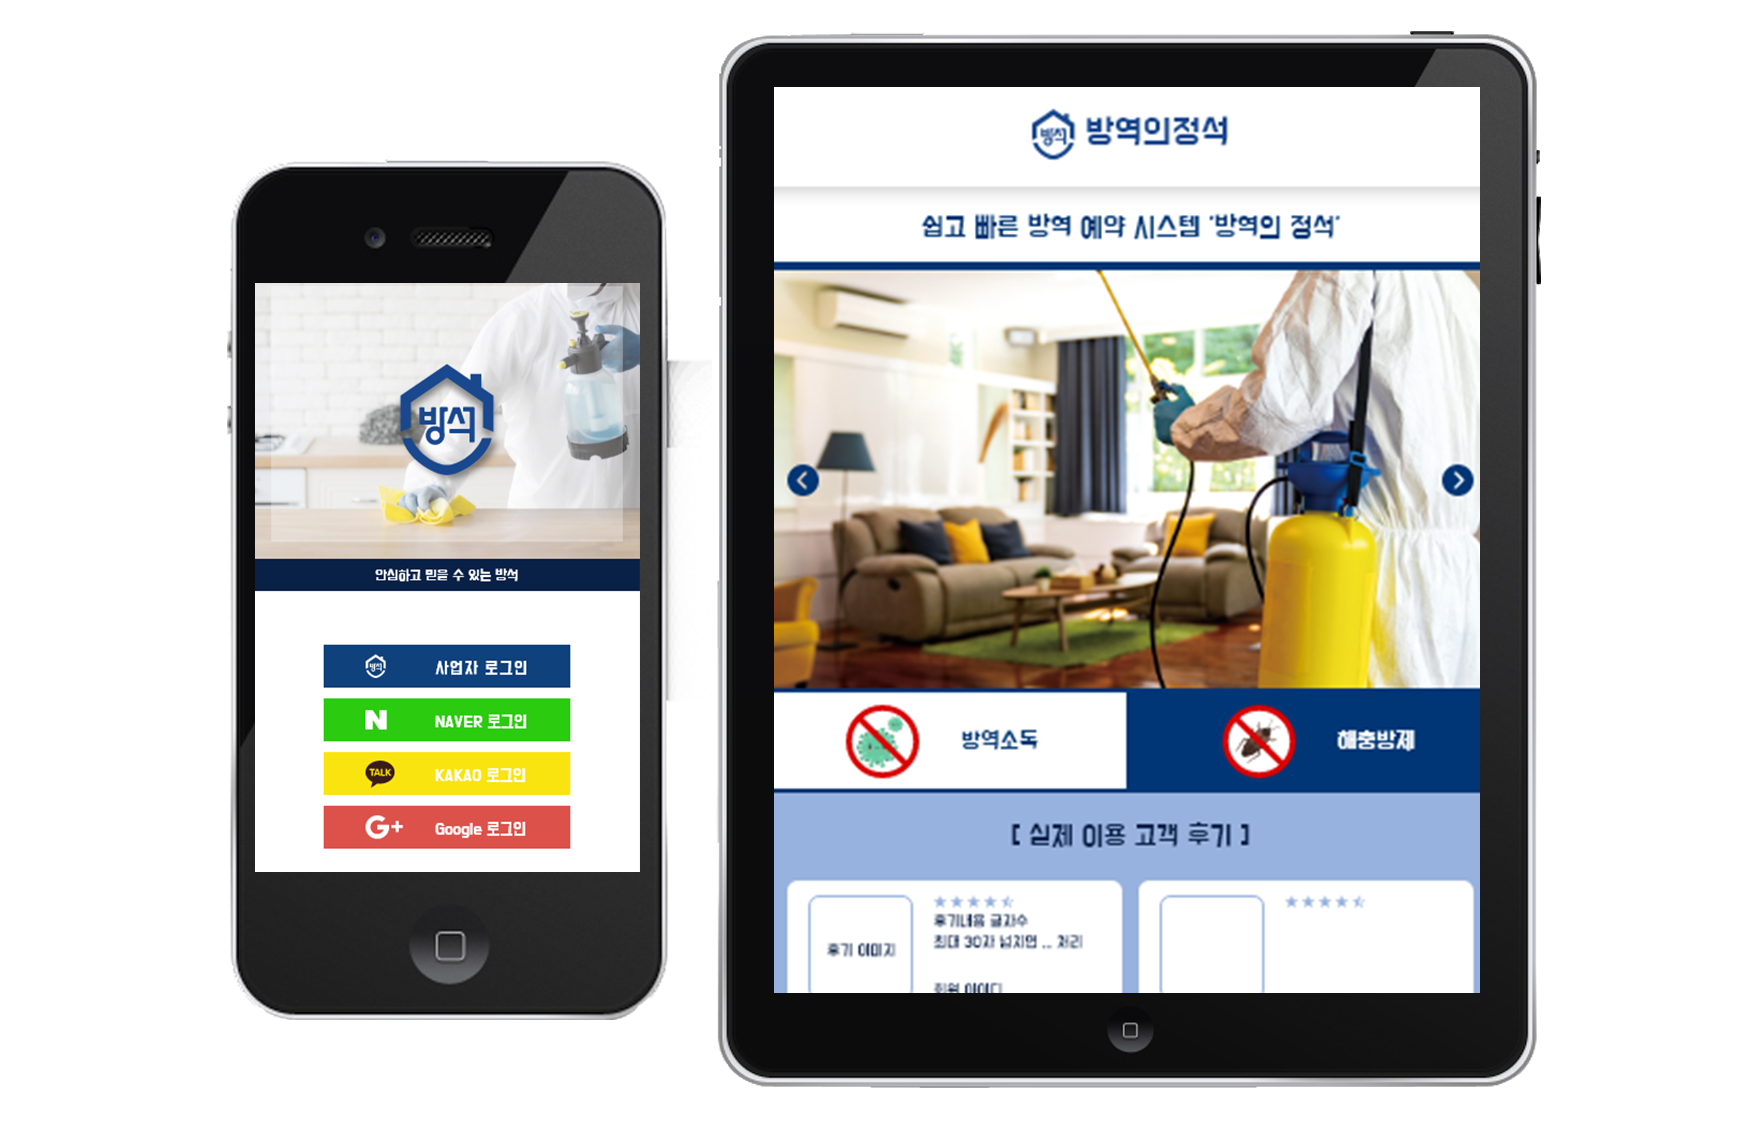 방석
안심하고 믿을 수 있는 방석
방석
사업자 로그인
N
NAVER 로그인
TALK
KAKAO 로그인
G+
Google 로그인
방석
방역의정석
쉽고 빠른 방역 예약 시스템 '방역의 정석'
방역소독
해충방제
[ 실제 이용 고객 후기 ]
후기 이미지
후기내용 글자수
최대 30자 넘치면 ... 처리
회원 아이디